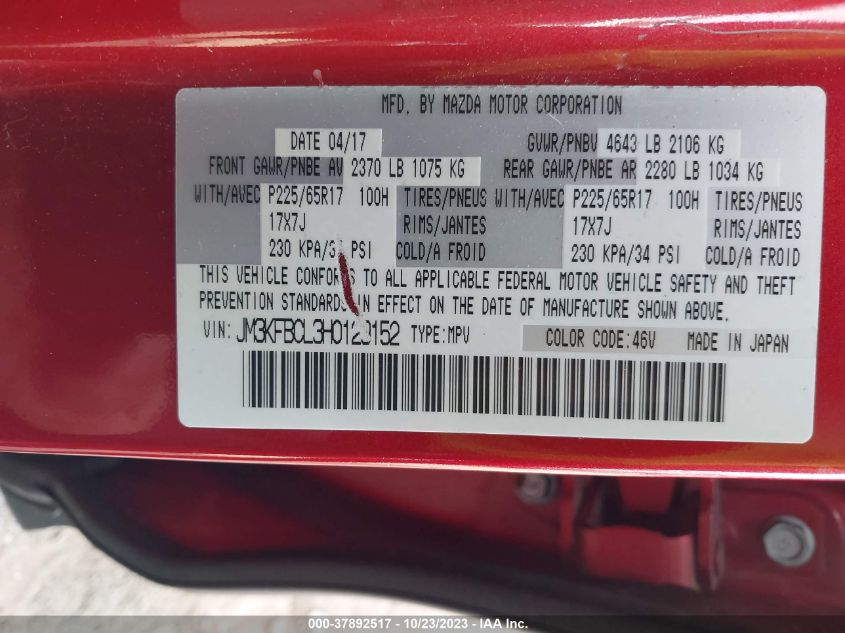 MFD. BY MAZDA MOTOR CORPORATION
DATE 04/17 GVWR/PNBV 4643 LB 2106 KG
FRONT GAWR/PNBE AV 2370 LB 1075 KG REAR GAWR/PNBE AR 2280 LB 1034 KG
WITH/AVEC P225/65R17 100H TIRES/PNEUS WITH/AVEC P225/65R17 100H TIRES/PNEUS
17X7J RIMS/JANTES 17X7J RIMS/JANTES
230 KPA/34 PSI COLD/A FROID 230 KPA/34 PSI COLD/A FROID
THIS VEHICLE CONFORMS TO ALL APPLICABLE FEDERAL MOTOR VEHICLE SAFETY AND THEFT
PREVENTION STANDARDS IN EFFECT ON THE DATE OF MANUFACTURE SHOWN ABOVE.
VIN: JM3KFBCL3H0129152 TYPE:MPV COLOR CODE:46V MADE IN JAPAN
000-37892517 - 10/23/2023 - IAA Inc.